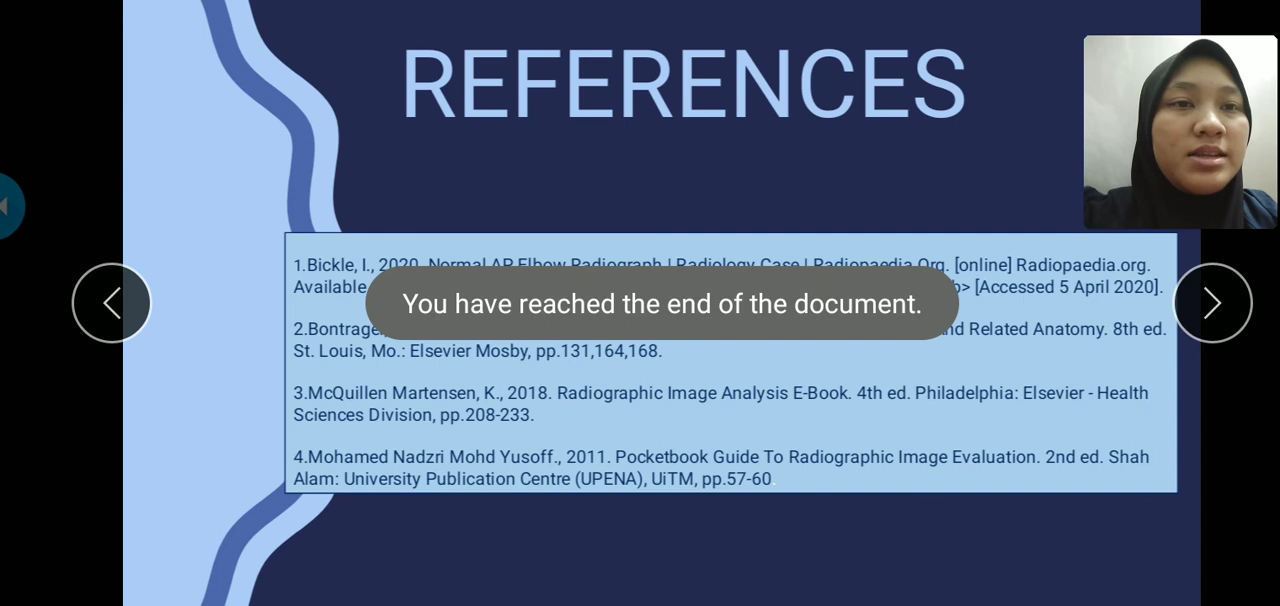 REFERENCES
1.Bickle, I., 2020. Normal AP Elbow Radiograph | Radiology Case | Radiopaedia.Org. [online] Radiopaedia.org.
Available b> [Accessed 5 April 2020].
You have reached the end of the document.
2.Bontrage nd Related Anatomy. 8th ed.
St. Louis, Mo.: Elsevier Mosby, pp.131,164,168.
3.McQuillen Martensen, K., 2018. Radiographic Image Analysis E-Book. 4th ed. Philadelphia: Elsevier - Health
Sciences Division, pp.208-233.
4.Mohamed Nadzri Mohd Yusoff., 2011. Pocketbook Guide To Radiographic Image Evaluation. 2nd ed. Shah
Alam: University Publication Centre (UPENA), UiTM, pp.57-60.